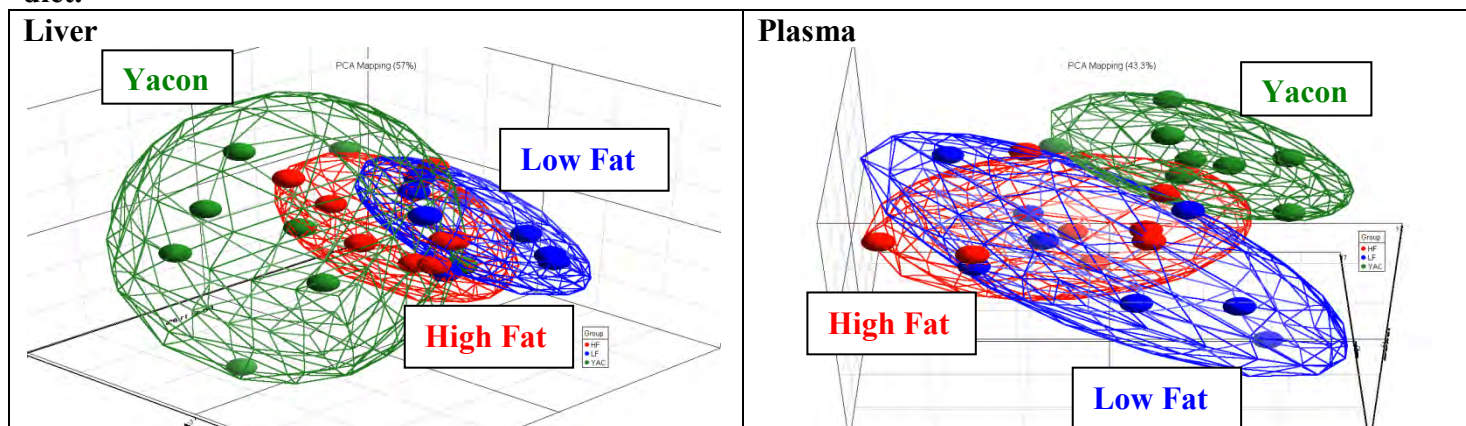 diet.
Liver
PCA Mapping (57%)
Yacon
Low Fat
High Fat
Group
HF
LF
YAC
Plasma
PCA Mapping (43.3%)
Yacon
Group
HF
LF
YAC
High Fat
Low Fat